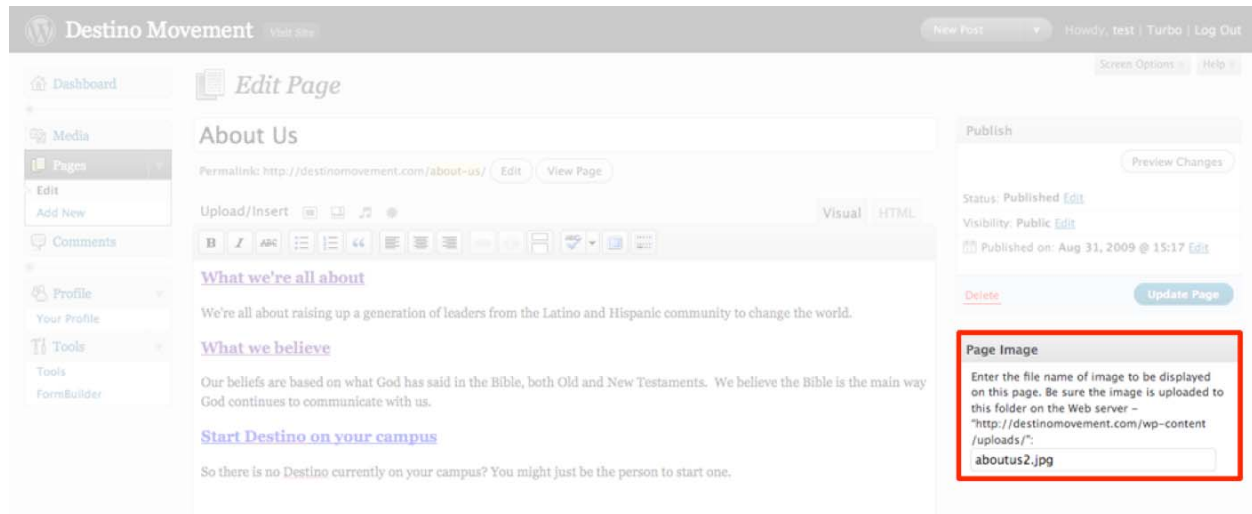 Destino Movement Visit Site
New Post
Howdy, test | Turbo | Log Out
Screen Options
Help
Dashboard
Media
Pages
Edit
Add New
Comments
Profile
Your Profile
Tools
Tools
FormBuilder
Edit Page
About Us
Permalink: http://destinomovement.com/about-us/ Edit View Page
Upload/Insert
Visual HTML
B I ABC
What we're all about
We're all about raising up a generation of leaders from the Latino and Hispanic community to change the world.
What we believe
Our beliefs are based on what God has said in the Bible, both Old and New Testaments. We believe the Bible is the main way
God continues to communicate with us.
Start Destino on your campus
So there is no Destino currently on your campus? You might just be the person to start one.
Publish
Preview Changes
Status: Published Edit
Visibility: Public Edit
Published on: Aug 31, 2009 @ 15:17 Edit
Delete
Update Page
Page Image
Enter the file name of image to be displayed
on this page. Be sure the image is uploaded to
this folder on the Web server –
"http://destinomovement.com/wp-content
/uploads/":
aboutus2.jpg